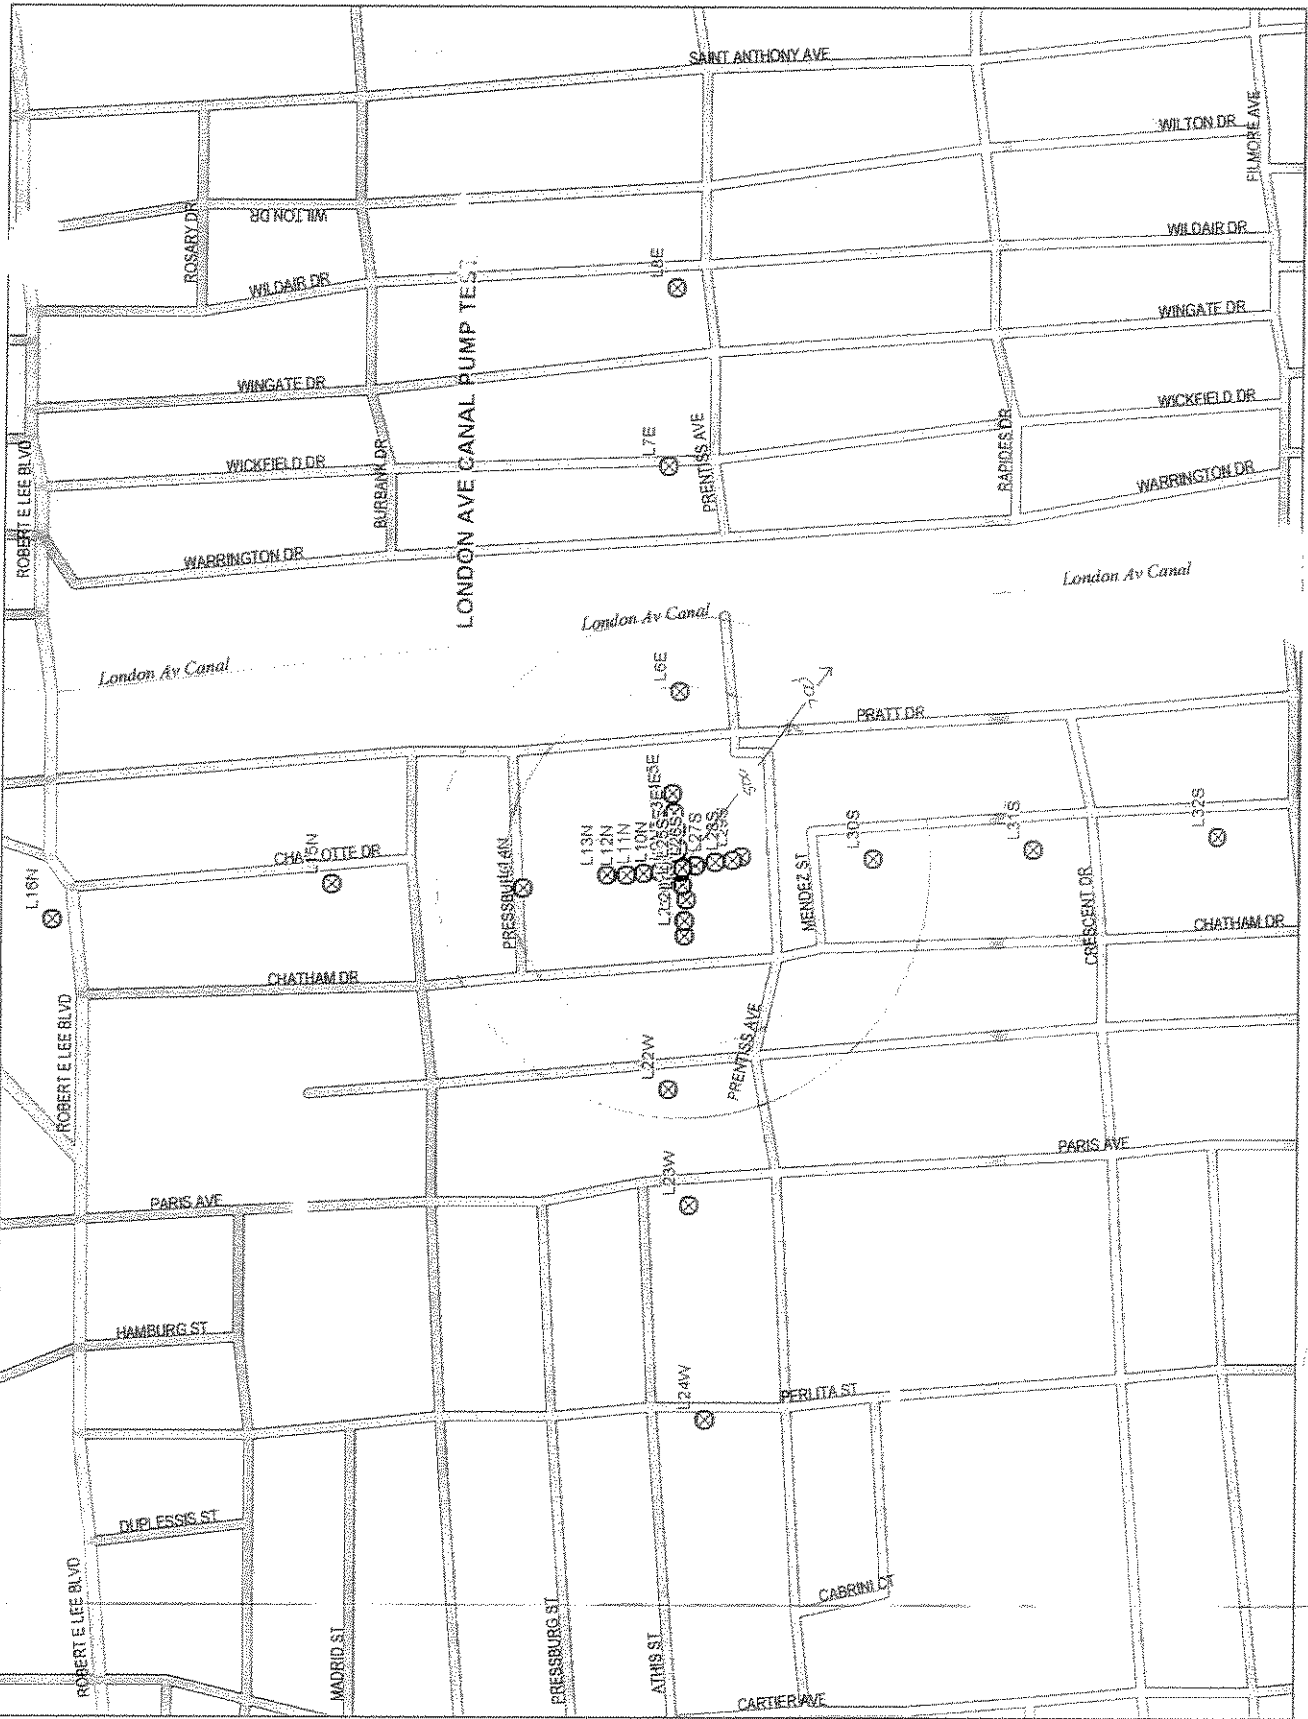 SAINT ANTHONY AVE
WILTON DR
FILMORE AVE
ROSARY DR
WILTON DR
WILDAIR DR
WILDAIR DR
L8E
LONDON AVE CANAL PUMP TEST
WINGATE DR
WINGATE DR
WICKFIELD DR
L7E
PRENTISS AVE
RAPIDES DR
WICKFIELD DR
ROBERT E LEE BLVD
BURBANK DR
WARRINGTON DR
WARRINGTON DR
London Av Canal
London Av Canal
London Av Canal
L6E
PRATT DR
L13N
L12N
L11N
L10N
L27S
L28S
L29S
L30S
L31S
L32S
CHARLOTTE DR
L15N
L16N
L14N
MENDEZ ST
CRESCENT DR
CHATHAM DR
CHATHAM DR
ROBERT E LEE BLVD
L22W
PRENTISS AVE
PARIS AVE
L23W
PARIS AVE
HAMBURG ST
L24W
PERLITA ST
DUPLESSIS ST
CABRINI CT
ROBERT E LEE BLVD
MADRID ST
PRESSBURG ST
ATHIS ST
CARTIER AVE